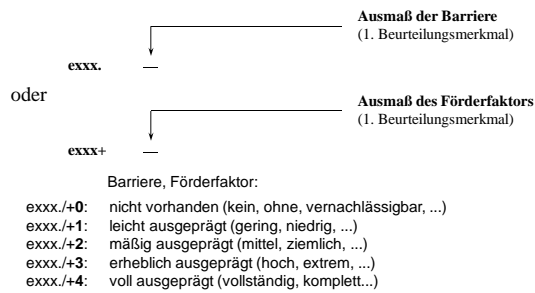 Ausmaß der Barriere
(1. Beurteilungsmerkmal)
exxx. __
oder
Ausmaß des Förderfaktors
(1. Beurteilungsmerkmal)
exxx+ __
Barriere, Förderfaktor:
exxx./+0: nicht vorhanden (kein, ohne, vernachlässigbar, ...)
exxx./+1: leicht ausgeprägt (gering, niedrig, ...)
exxx./+2: mäßig ausgeprägt (mittel, ziemlich, ...)
exxx./+3: erheblich ausgeprägt (hoch, extrem, ...)
exxx./+4: voll ausgeprägt (vollständig, komplett...)